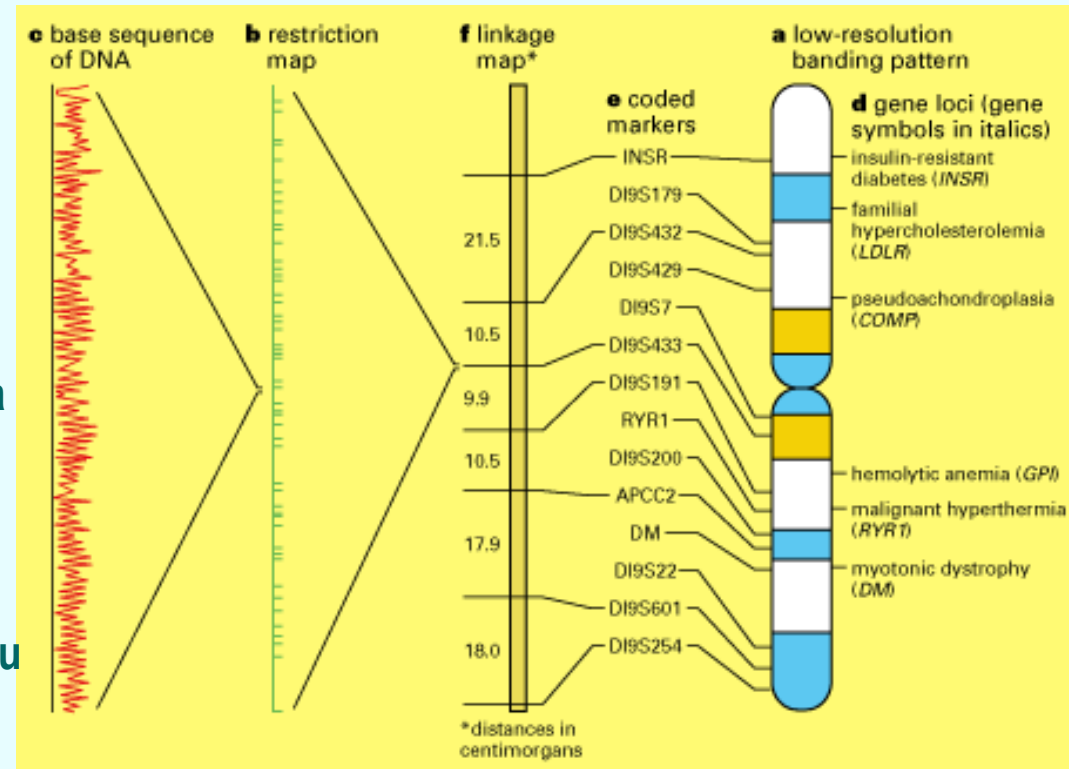 c base sequence
of DNA
b restriction
map
f linkage
map*
a low-resolution
banding pattern
e coded
markers
d gene loci (gene
symbols in italics)
INSR
DI9S179
DI9S432
DI9S429
DI9S7
DI9S433
DI9S191
RYR1
DI9S200
APCC2
DM
DI9S22
DI9S601
DI9S254
21.5
10.5
9.9
10.5
17.9
18.0
*distances in
centimorgans
insulin-resistant
diabetes (INSR)
familial
hypercholesterolemia
(LDLR)
pseudoachondroplasia
(COMP)
hemolytic anemia (GPI)
malignant hyperthermia
(RYR1)
myotonic dystrophy
(DM)
a
u